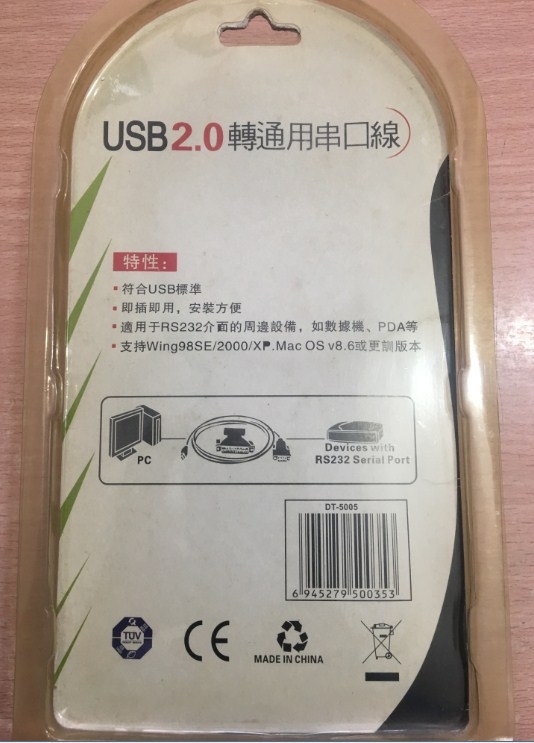 USB2.0轉通用串口線
特性：
▪符合USB標準
▪即插即用，安裝方便
▪適用于RS232介面的周邊設備，如數據機、PDA等
▪支持Wing98SE/2000/XP.Mac OS v8.6或更訓版本
PC
Devices with
RS232 Serial Port
DT-5005
6 945279 500353
TÜV
CE
MADE IN CHINA